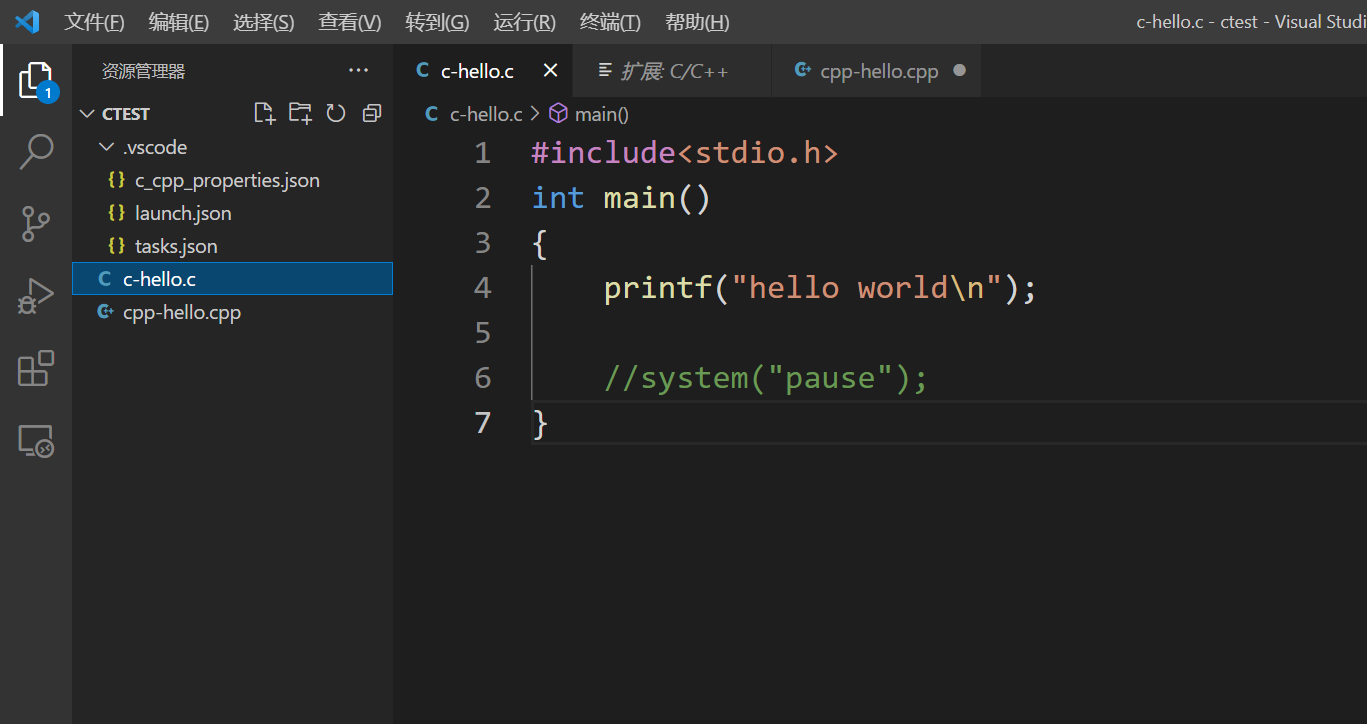 文件(F) 编辑(E) 选择(S) 查看(V) 转到(G) 运行(R) 终端(T) 帮助(H) c-hello.c - ctest - Visual Studi
资源管理器 ···
1
CTEST
.vscode
{} c_cpp_properties.json
{} launch.json
{} tasks.json
C c-hello.c
C++ cpp-hello.cpp
C c-hello.c × 扩展: C/C++ C++ cpp-hello.cpp ●
C c-hello.c > main()
1 #include<stdio.h>
2 int main()
3 {
4 printf("hello world\n");
5
6 //system("pause");
7 }